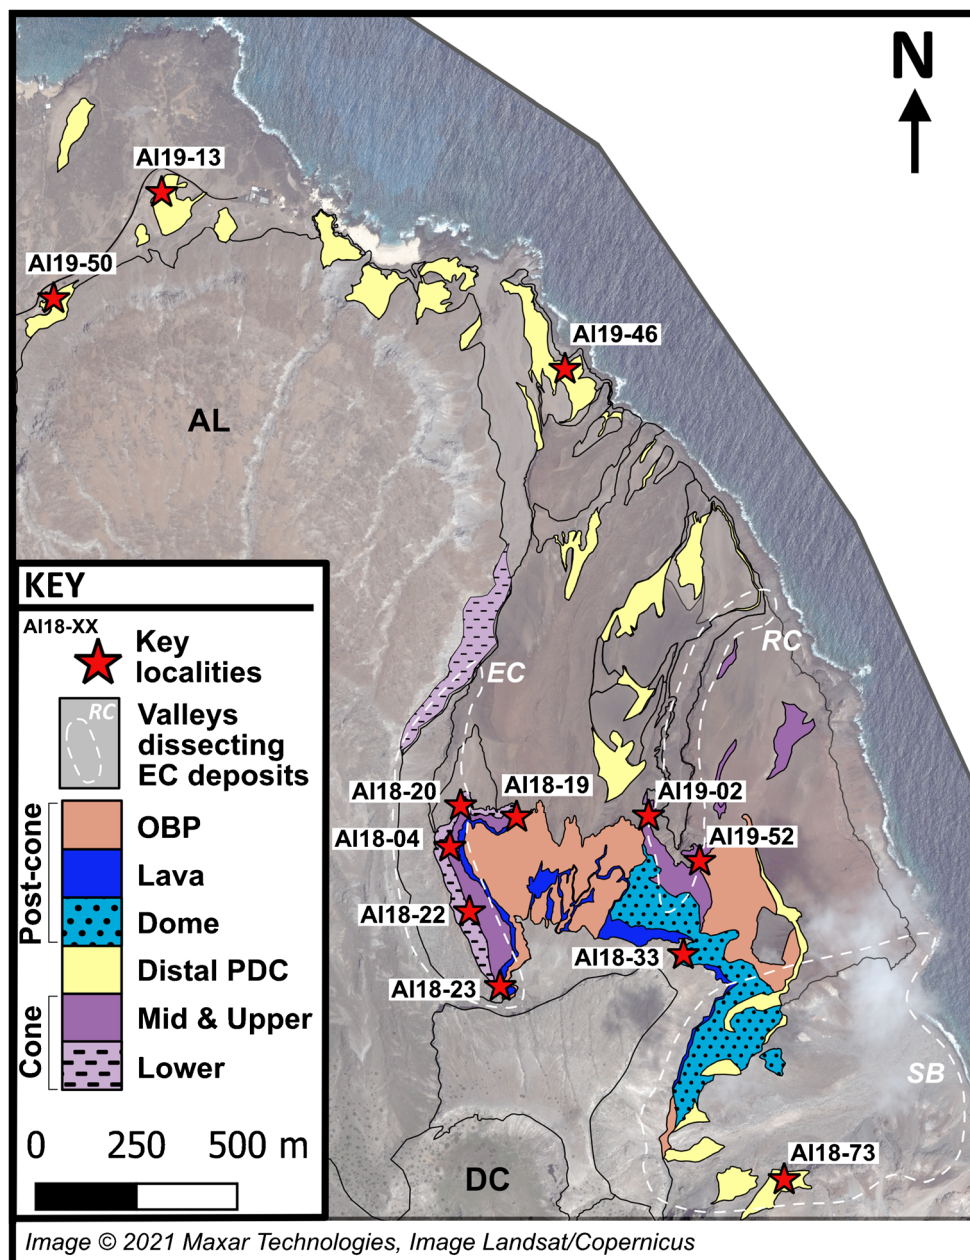 N
AI19-13
AI19-50
AI19-46
AL
RC
EC
AI18-20
AI18-19
AI19-02
AI18-04
AI19-52
AI18-22
AI18-33
AI18-23
SB
AI18-73
DC
KEY
AI18-XX
Key
localities
RC
Valleys
dissecting
EC deposits
Post-cone
OBP
Lava
Dome
Distal PDC
Cone
Mid & Upper
Lower
0 250 500 m
Image © 2021 Maxar Technologies, Image Landsat/Copernicus